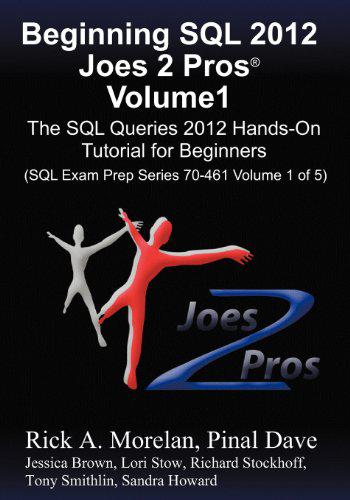 Beginning SQL 2012
Joes 2 Pros®
Volume1
The SQL Queries 2012 Hands-On
Tutorial for Beginners
(SQL Exam Prep Series 70-461 Volume 1 of 5)
Joes
2
Pros
Rick A. Morelan, Pinal Dave
Jessica Brown, Lori Stow, Richard Stockhoff,
Tony Smithlin, Sandra Howard